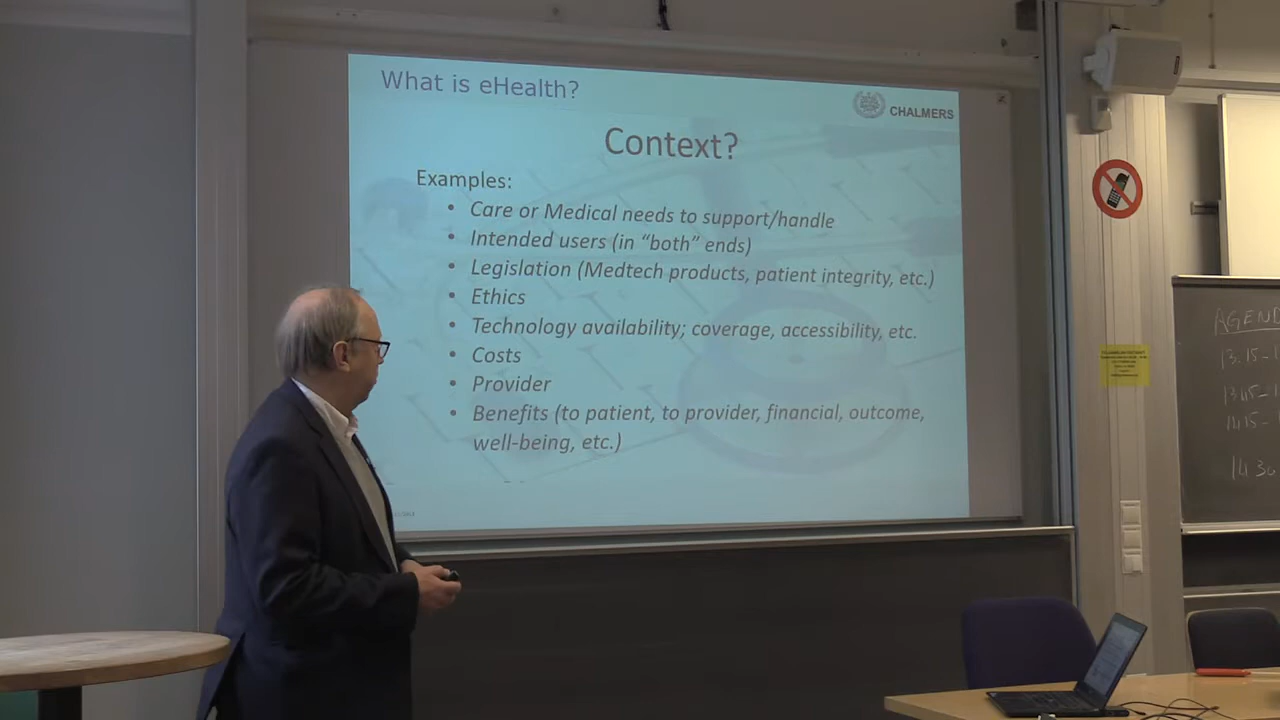 What is eHealth?
CHALMERS
Context?
Examples:
• Care or Medical needs to support/handle
• Intended users (in “both” ends)
• Legislation (Medtech products, patient integrity, etc.)
• Ethics
• Technology availability; coverage, accessibility, etc.
• Costs
• Provider
• Benefits (to patient, to provider, financial, outcome,
well-being, etc.)
AGEND
13.15-
13.45-
14.15-
14.30